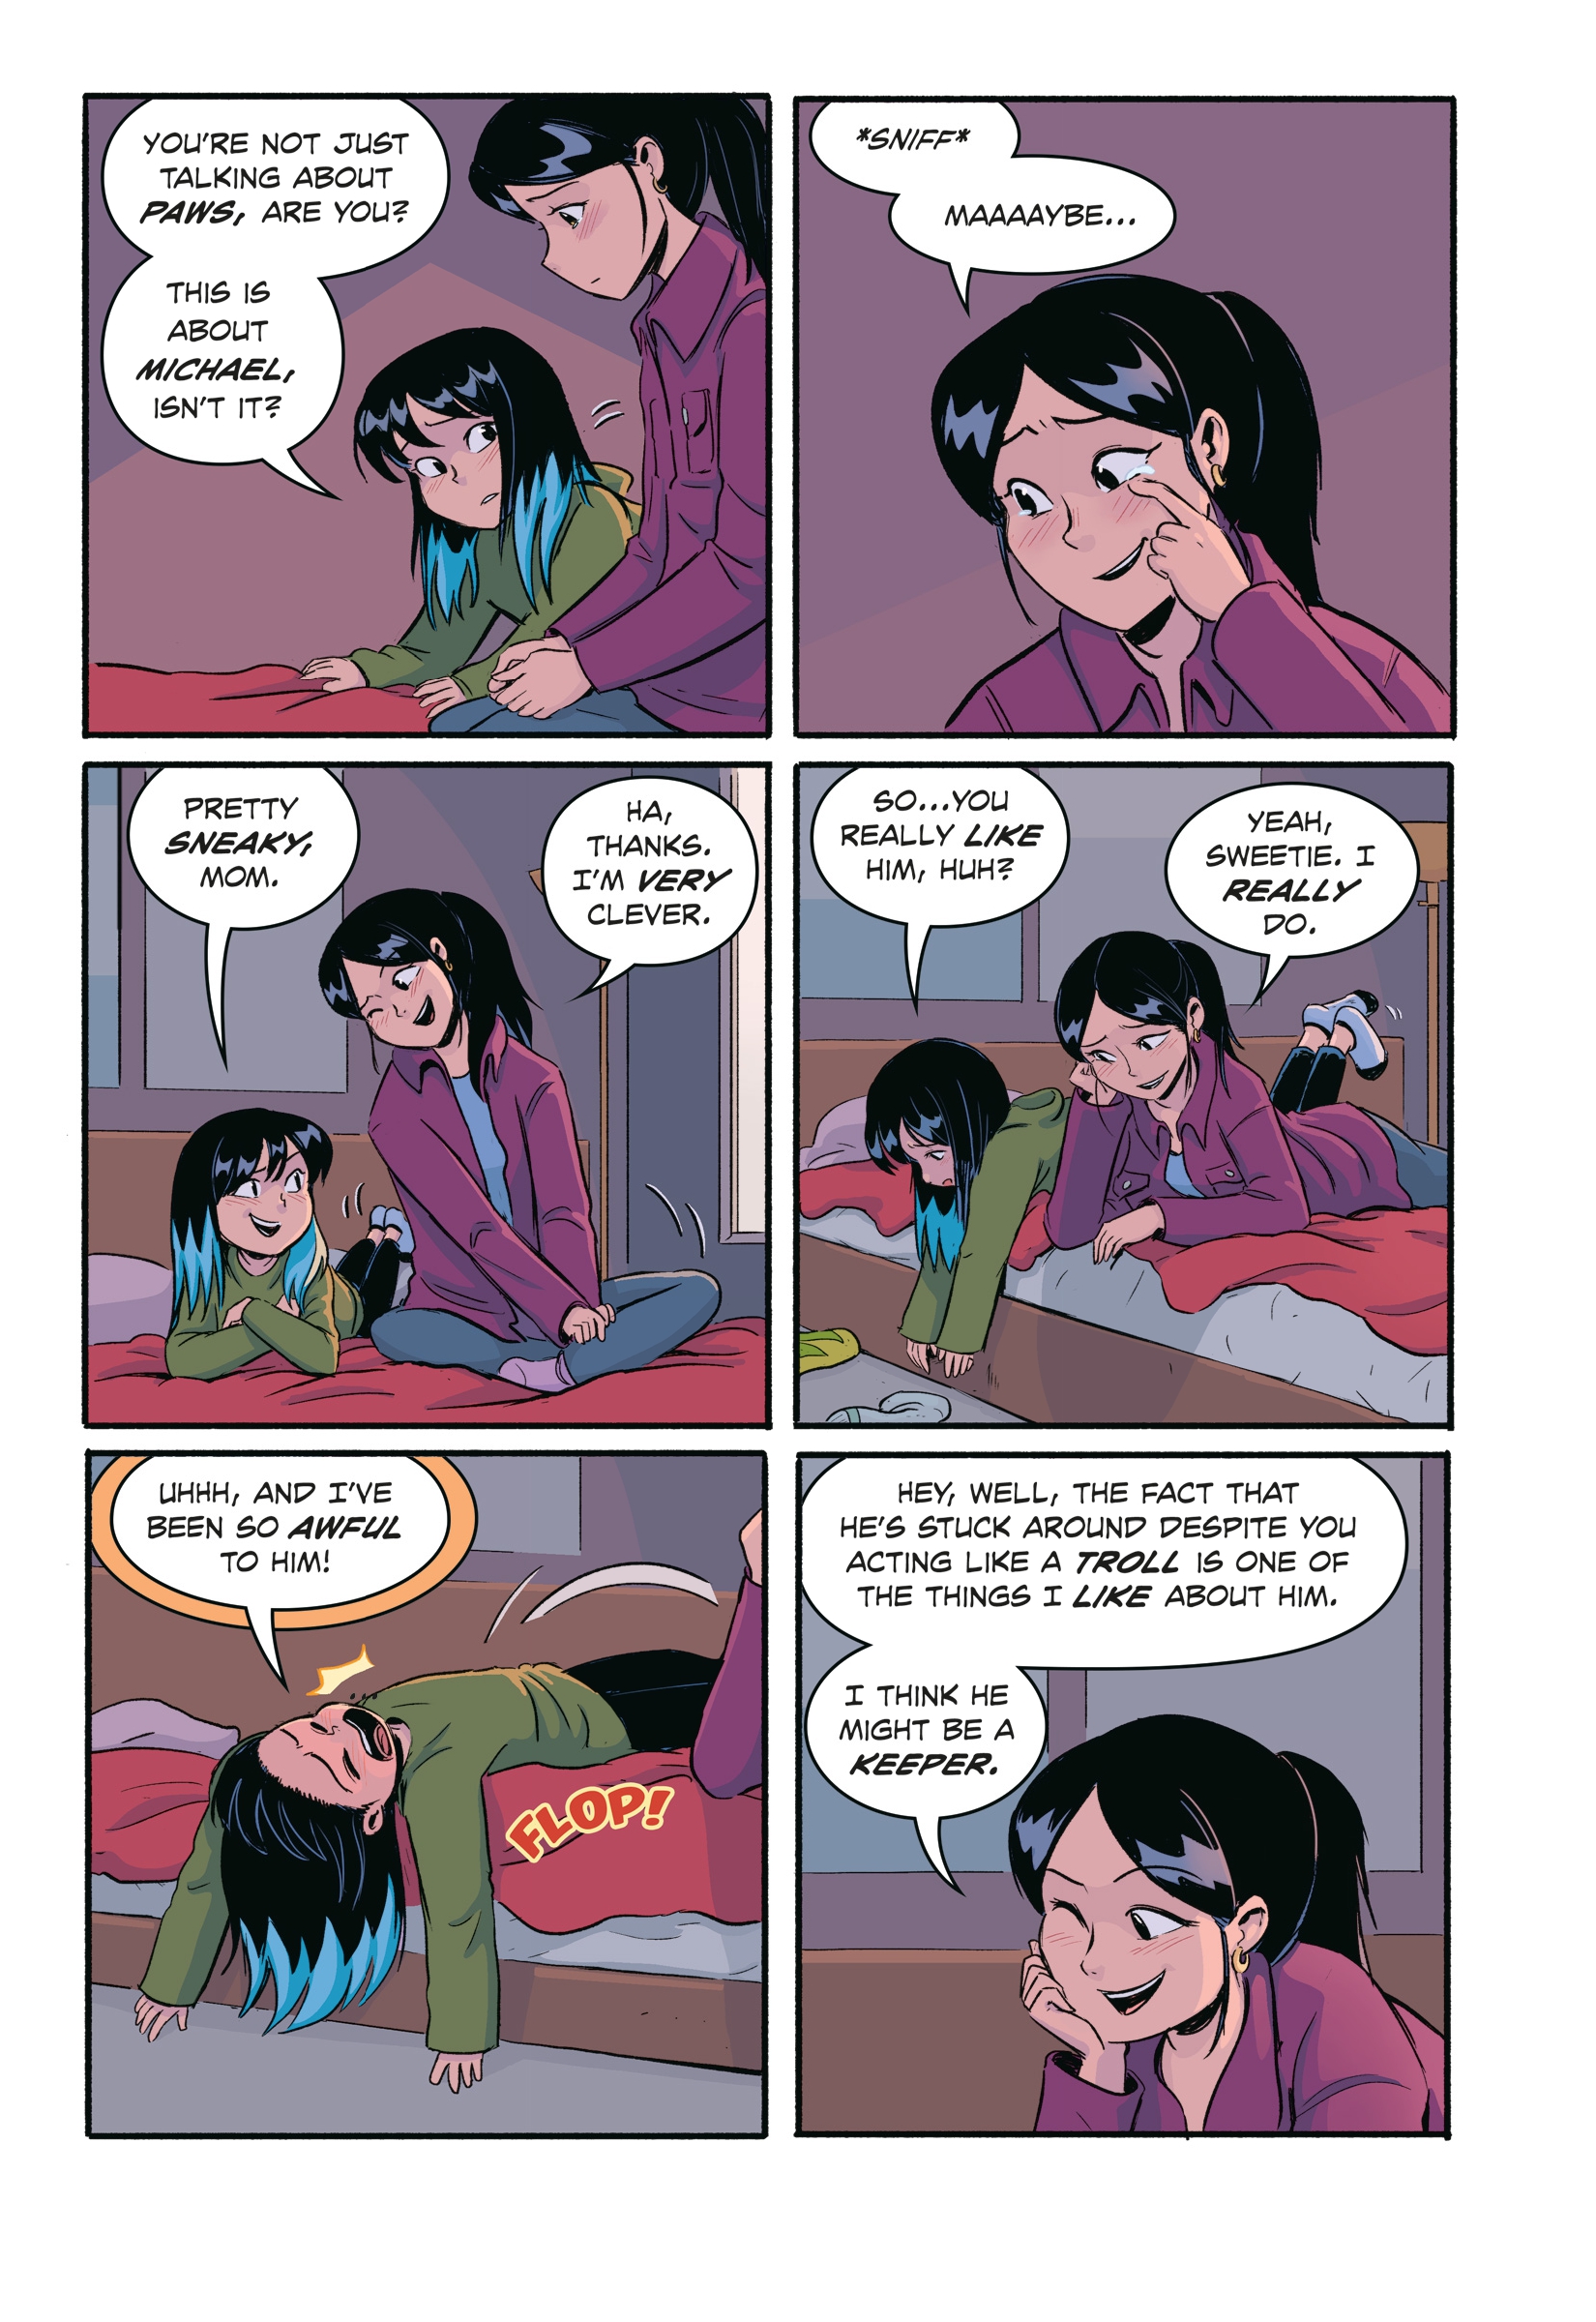 YOU'RE NOT JUST
TALKING ABOUT
PAWS, ARE YOU?
THIS IS
ABOUT
MICHAEL,
ISN'T IT?
*SNIFF*
MAAAAYBE...
PRETTY
SNEAKY,
MOM.
HA,
THANKS.
I'M VERY
CLEVER.
SO...YOU
REALLY LIKE
HIM, HUH?
YEAH,
SWEETIE. I
REALLY
DO.
UHHH, AND I'VE
BEEN SO AWFUL
TO HIM!
FLOP!
HEY, WELL, THE FACT THAT
HE'S STUCK AROUND DESPITE YOU
ACTING LIKE A TROLL IS ONE OF
THE THINGS I LIKE ABOUT HIM.
I THINK HE
MIGHT BE A
KEEPER.